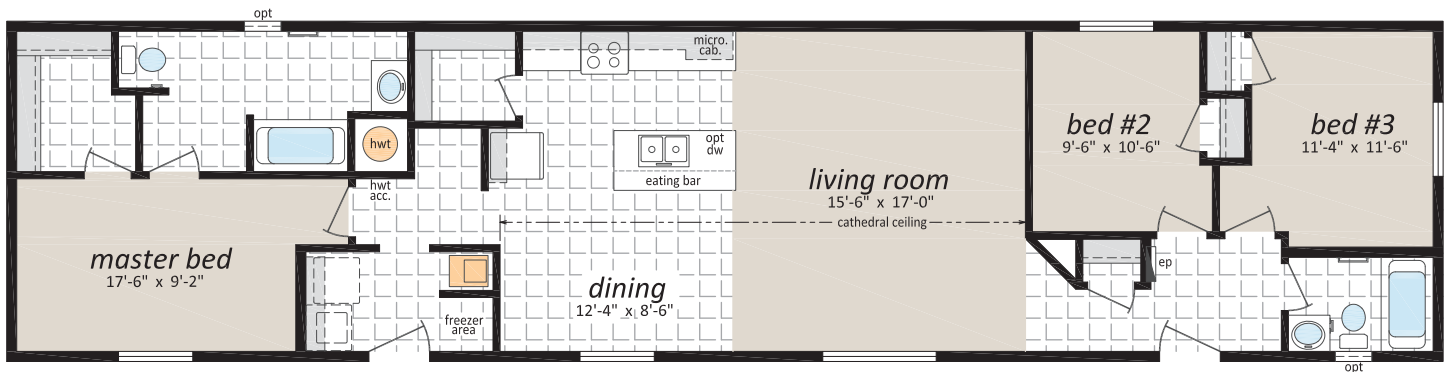 opt
micro.
cab.
hwt
hwt
acc.
opt
dw
eating bar
bed #2
9'-6" x 10'-6"
bed #3
11'-4" x 11'-6"
living room
15'-6" x 17'-0"
cathedral ceiling
master bed
17'-6" x 9'-2"
dining
12'-4" x 8'-6"
freezer
area
ep
opt